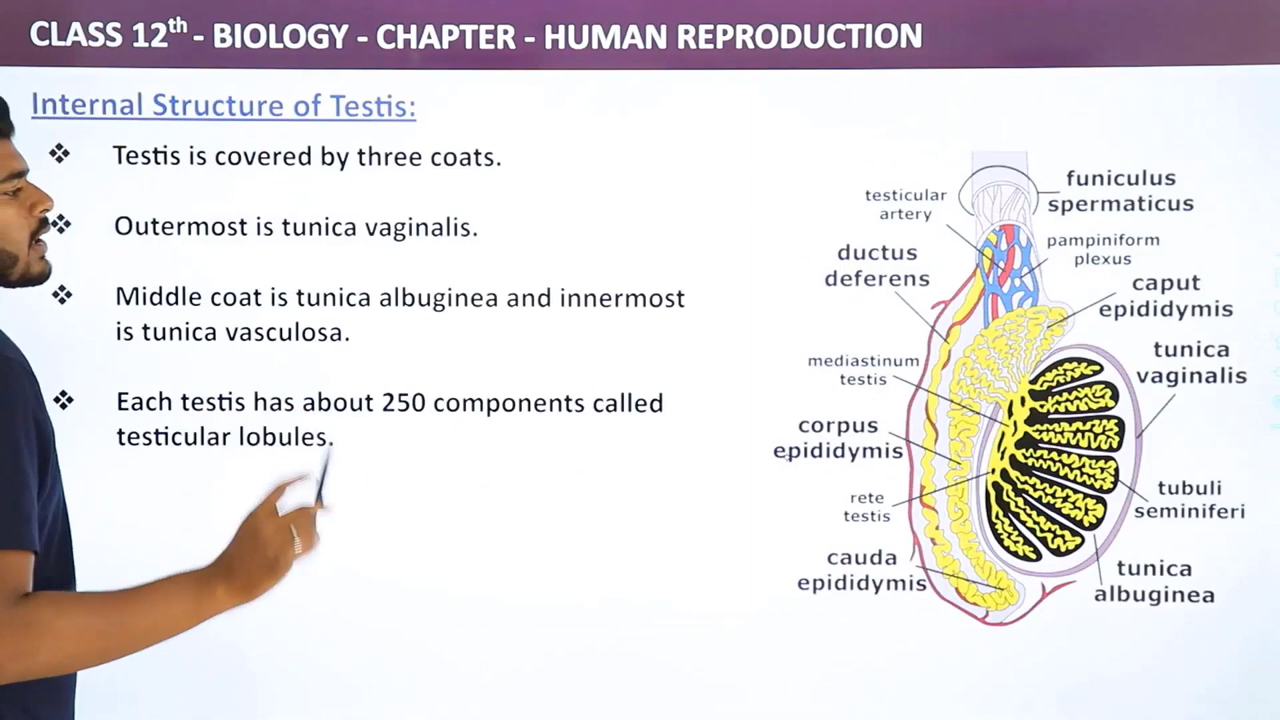 CLASS 12th - BIOLOGY - CHAPTER - HUMAN REPRODUCTION
Internal Structure of Testis:
❖ Testis is covered by three coats.
❖ Outermost is tunica vaginalis.
❖ Middle coat is tunica albuginea and innermost
is tunica vasculosa.
❖ Each testis has about 250 components called
testicular lobules.
testicular
artery
funiculus
spermaticus
ductus
deferens
pampiniform
plexus
caput
epididymis
tunica
vaginalis
mediastinum
testis
corpus
epididymis
rete
testis
tubuli
seminiferi
cauda
epididymis
tunica
albuginea